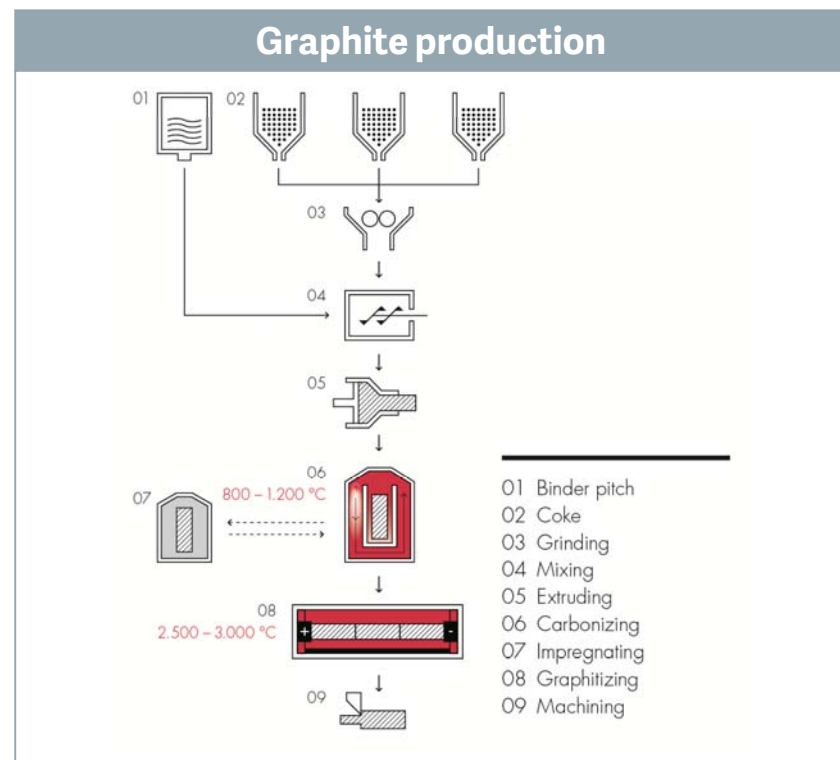 Graphite production
01
02
03
04
05
06
07
800 – 1.200 °C
08
2.500 – 3.000 °C
+
-
09
01 Binder pitch
02 Coke
03 Grinding
04 Mixing
05 Extruding
06 Carbonizing
07 Impregnating
08 Graphitizing
09 Machining